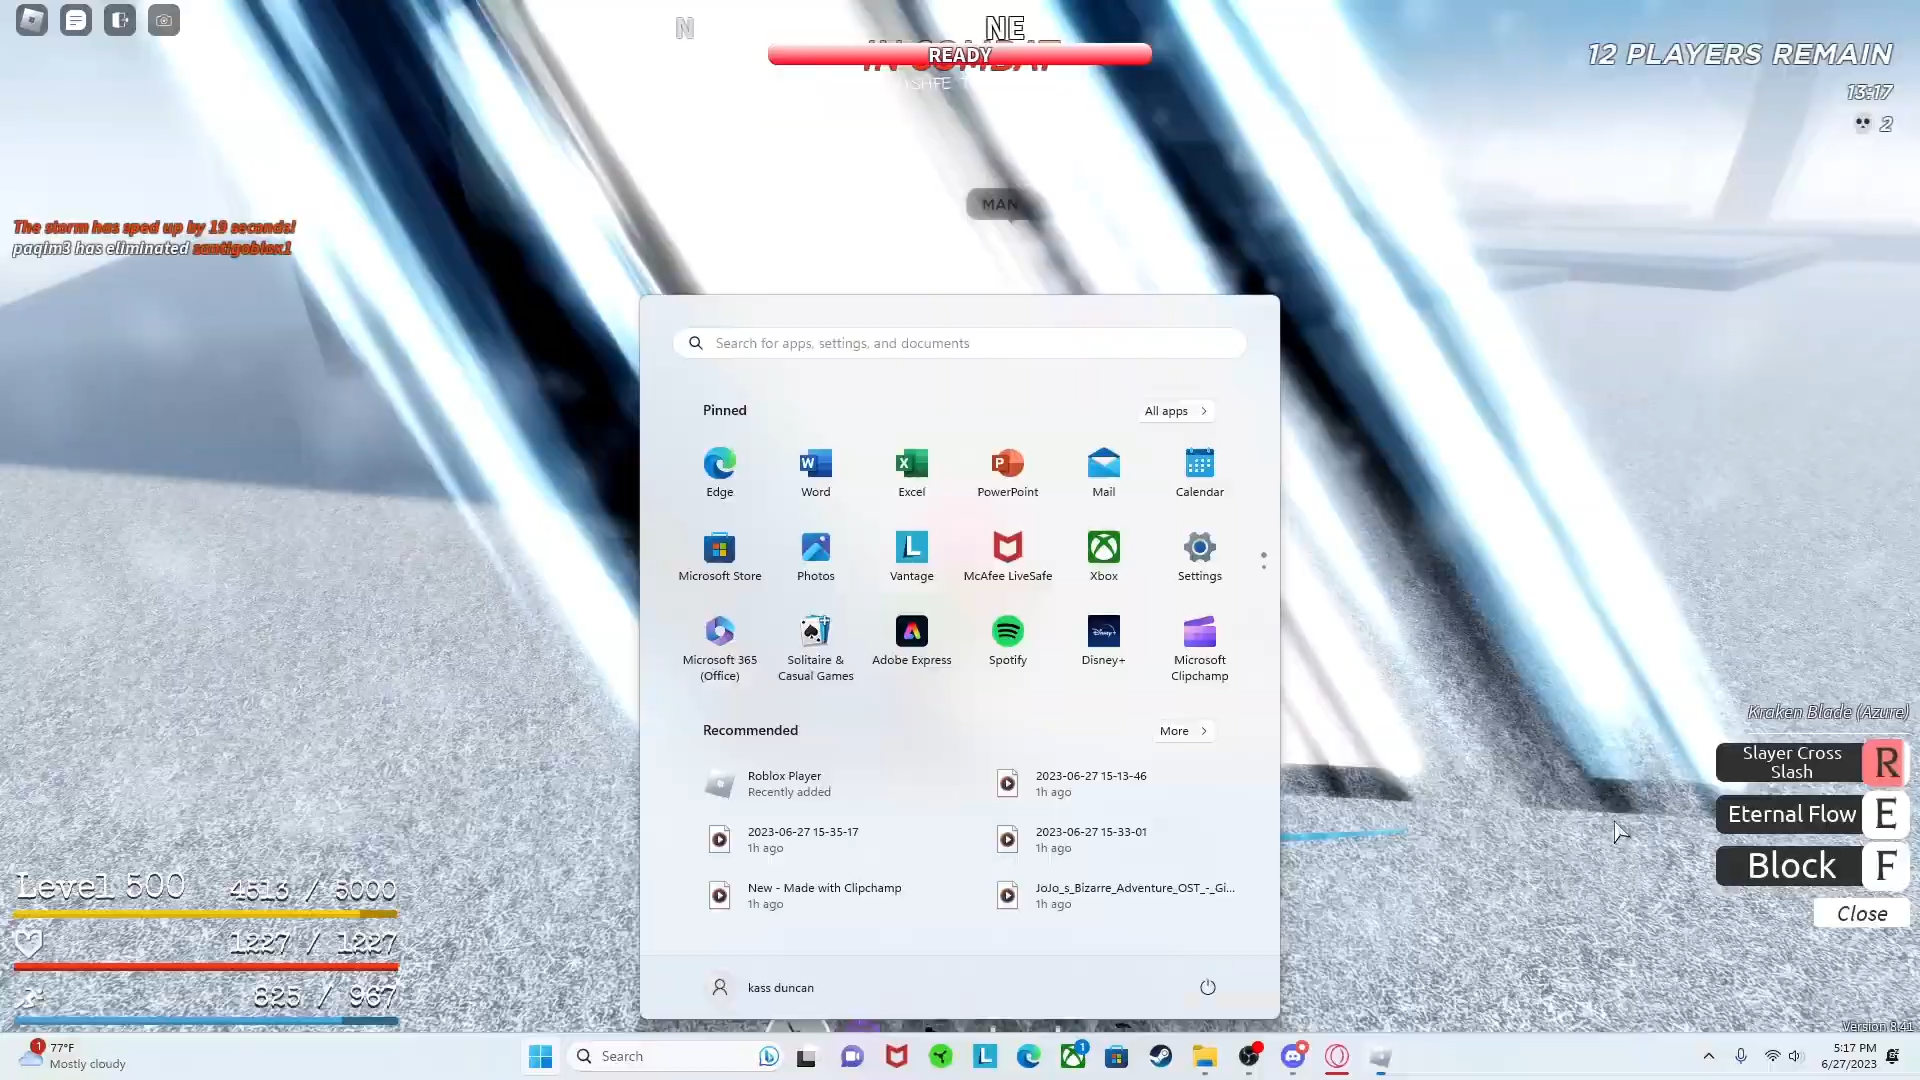 N
NE
READY
IN COMBAT
12 PLAYERS REMAIN
13:17
2
MAN
The storm has sped up by 19 seconds!
paqim3 has eliminated santigoblox1
Search for apps, settings, and documents
Pinned
All apps
Edge
Word
Excel
PowerPoint
Mail
Calendar
Microsoft Store
Photos
Vantage
McAfee LiveSafe
Xbox
Settings
Microsoft 365
(Office)
Solitaire &
Casual Games
Adobe Express
Spotify
Disney+
Microsoft
Clipchamp
Recommended
More
Roblox Player
Recently added
2023-06-27 15-13-46
1h ago
2023-06-27 15-35-17
1h ago
2023-06-27 15-33-01
1h ago
New - Made with Clipchamp
1h ago
JoJo_s_Bizarre_Adventure_OST_-_Gi...
1h ago
kass duncan
Kraken Blade (Azure)
Slayer Cross
Slash
R
Eternal Flow
E
Block
F
Close
Level 500
4513 / 5000
1227 / 1227
825 / 967
Version 8.41
1
77°F
Mostly cloudy
Search
1
5:17 PM
6/27/2023